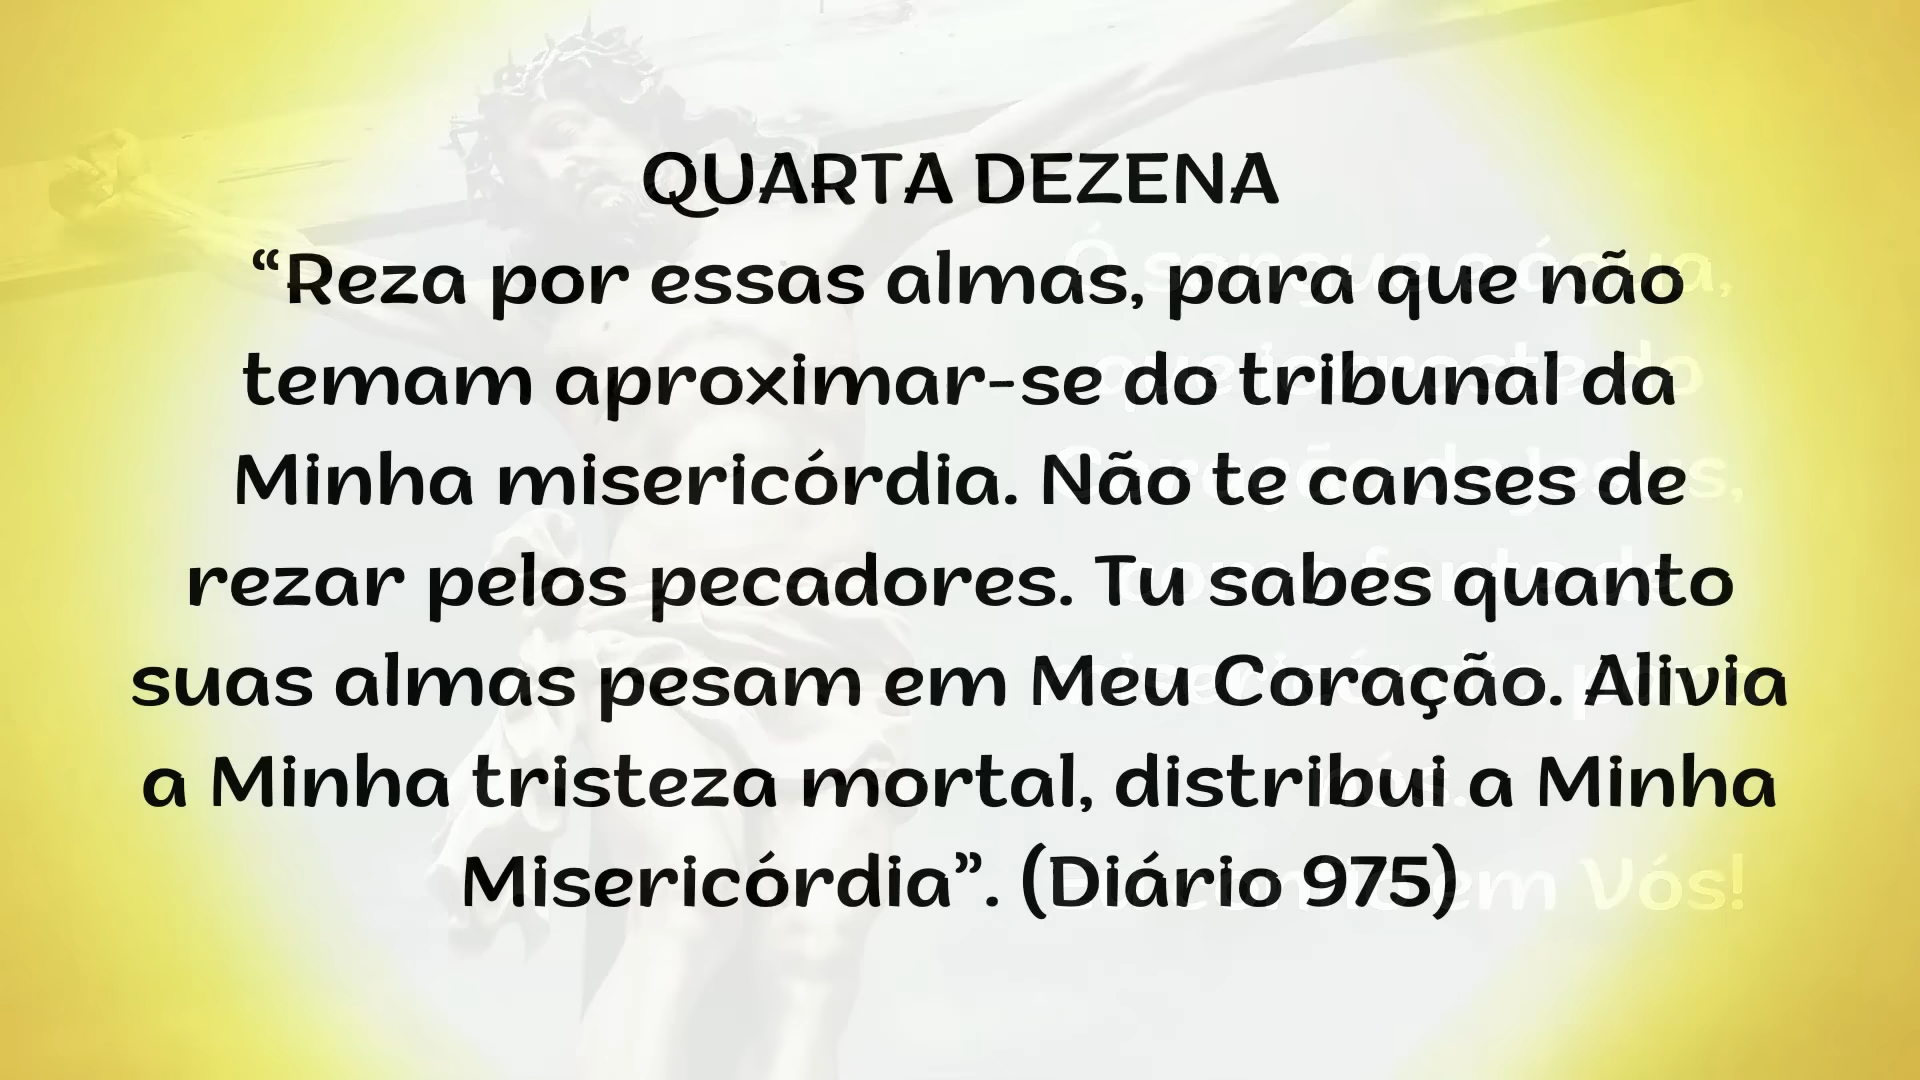 QUARTA DEZENA
“Reza por essas almas, para que não
temam aproximar-se do tribunal da
Minha misericórdia. Não te canses de
rezar pelos pecadores. Tu sabes quanto
suas almas pesam em Meu Coração. Alivia
a Minha tristeza mortal, distribui a Minha
Misericórdia”. (Diário 975)
em Vós!